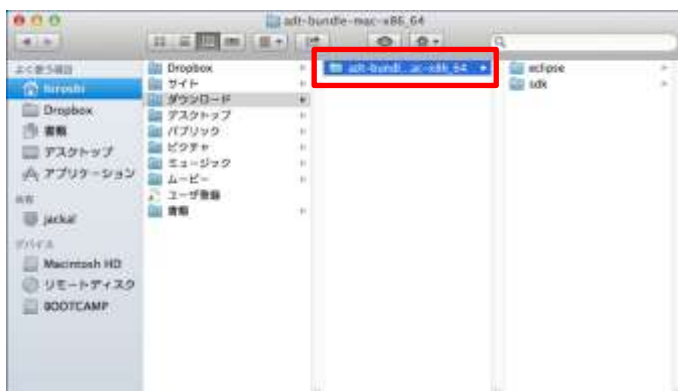 adt-bundle-mac-x86_64
よく使う項目
hiroshi
Dropbox
書類
デスクトップ
アプリケーション
共有
jackal
デバイス
Macintosh HD
リモートディスク
BOOTCAMP
Dropbox
サイト
ダウンロード
デスクトップ
パブリック
ピクチャ
ミュージック
ムービー
ユーザ登録
書類
adt-bundl...ac-x86_64
eclipse
sdk